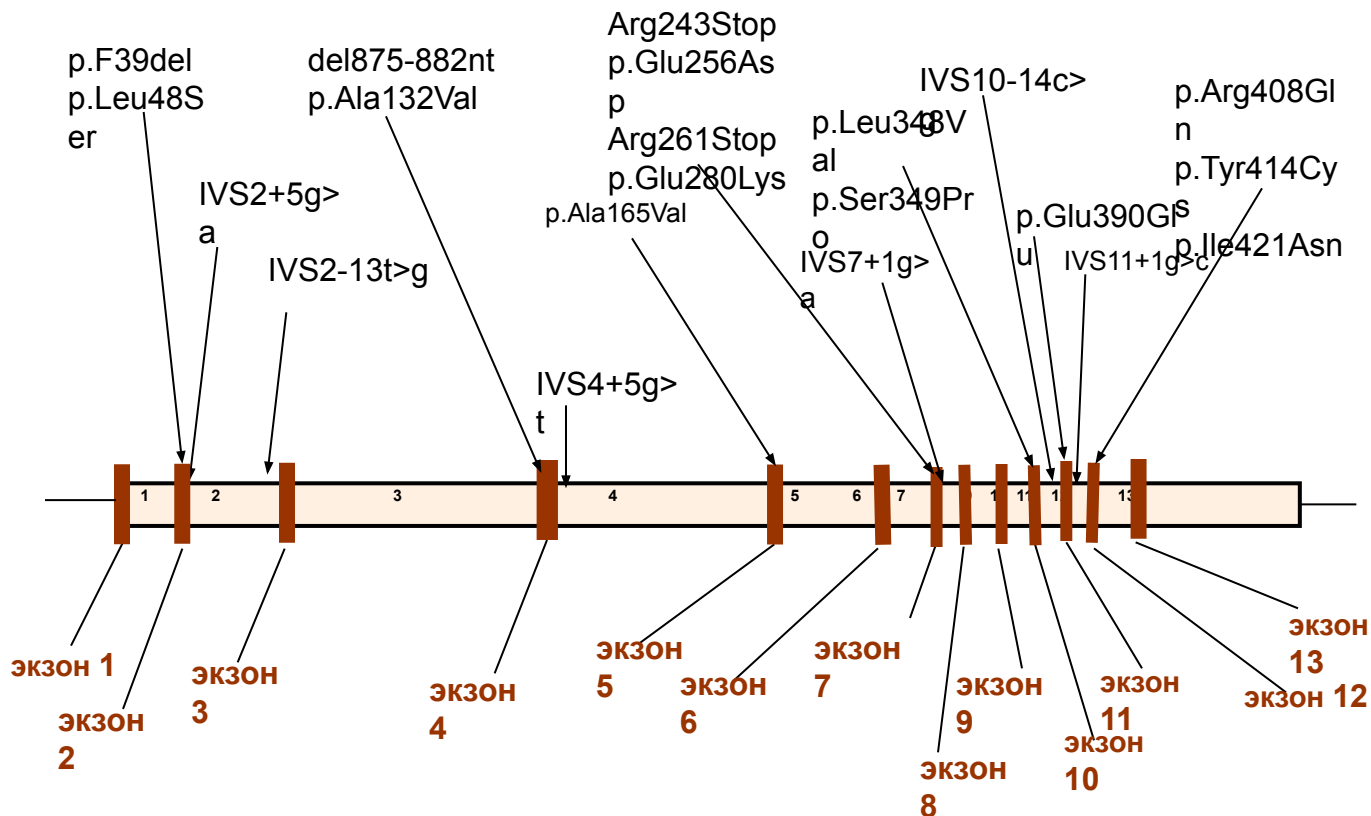 p.F39del
p.Leu48S
er
del875-882nt
p.Ala132Val
Arg243Stop
p.Glu256As
p
Arg261Stop
p.Glu280Lys
p.Ala165Val
IVS2+5g>
a
IVS2-13t>g
IVS4+5g>
t
p.Leu348V
al
p.Ser349Pr
o
IVS7+1g>
a
IVS10-14c>
g
p.Glu390Gl
u
IVS11+1g>c
p.Arg408Gl
n
p.Tyr414Cy
s
p.Ile421Asn
1
2
3
4
5
6
7
1
11
1
13
экзон 1
экзон
2
экзон
3
экзон
4
экзон
5
экзон
6
экзон
7
экзон
8
экзон
9
экзон
10
экзон
11
экзон 12
экзон
13